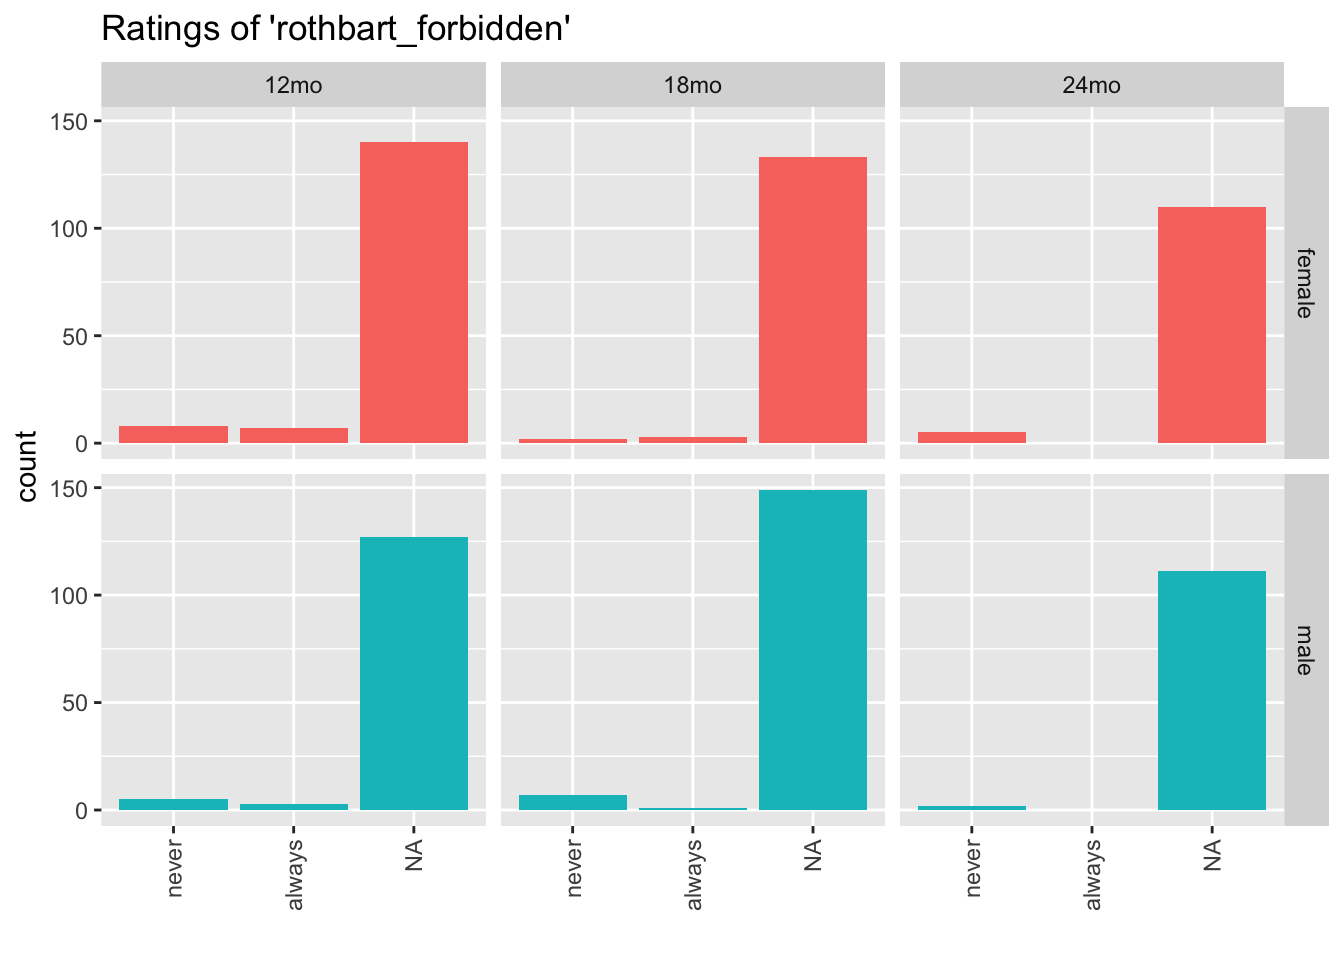 Ratings of 'rothbart_forbidden'
12mo 18mo 24mo
150
100
50
0
female
count
150
100
50
0
male
never always NA never always NA never always NA